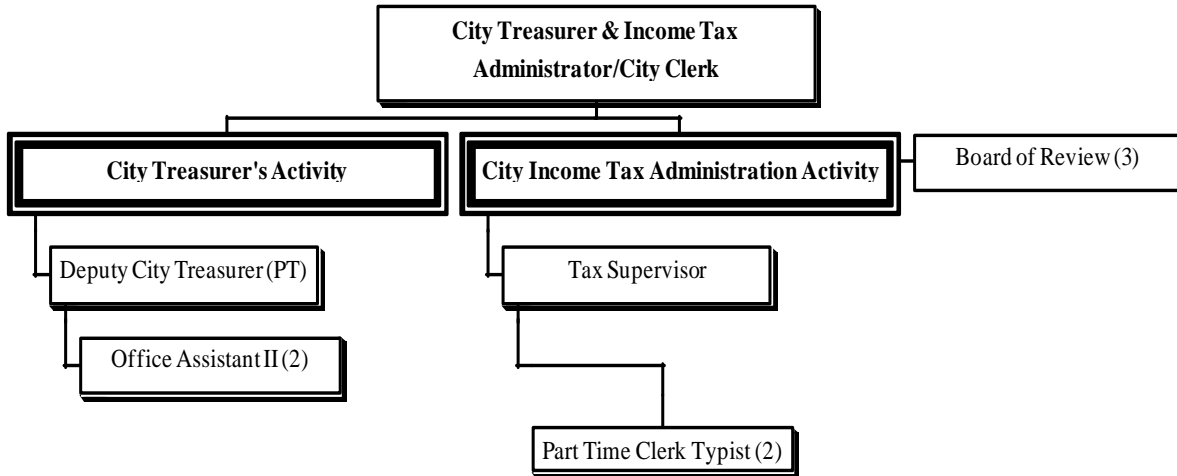 City Treasurer & Income Tax
Administrator/City Clerk
City Treasurer's Activity
City Income Tax Administration Activity
Board of Review (3)
Deputy City Treasurer (PT)
Tax Supervisor
Office Assistant II (2)
Part Time Clerk Typist (2)